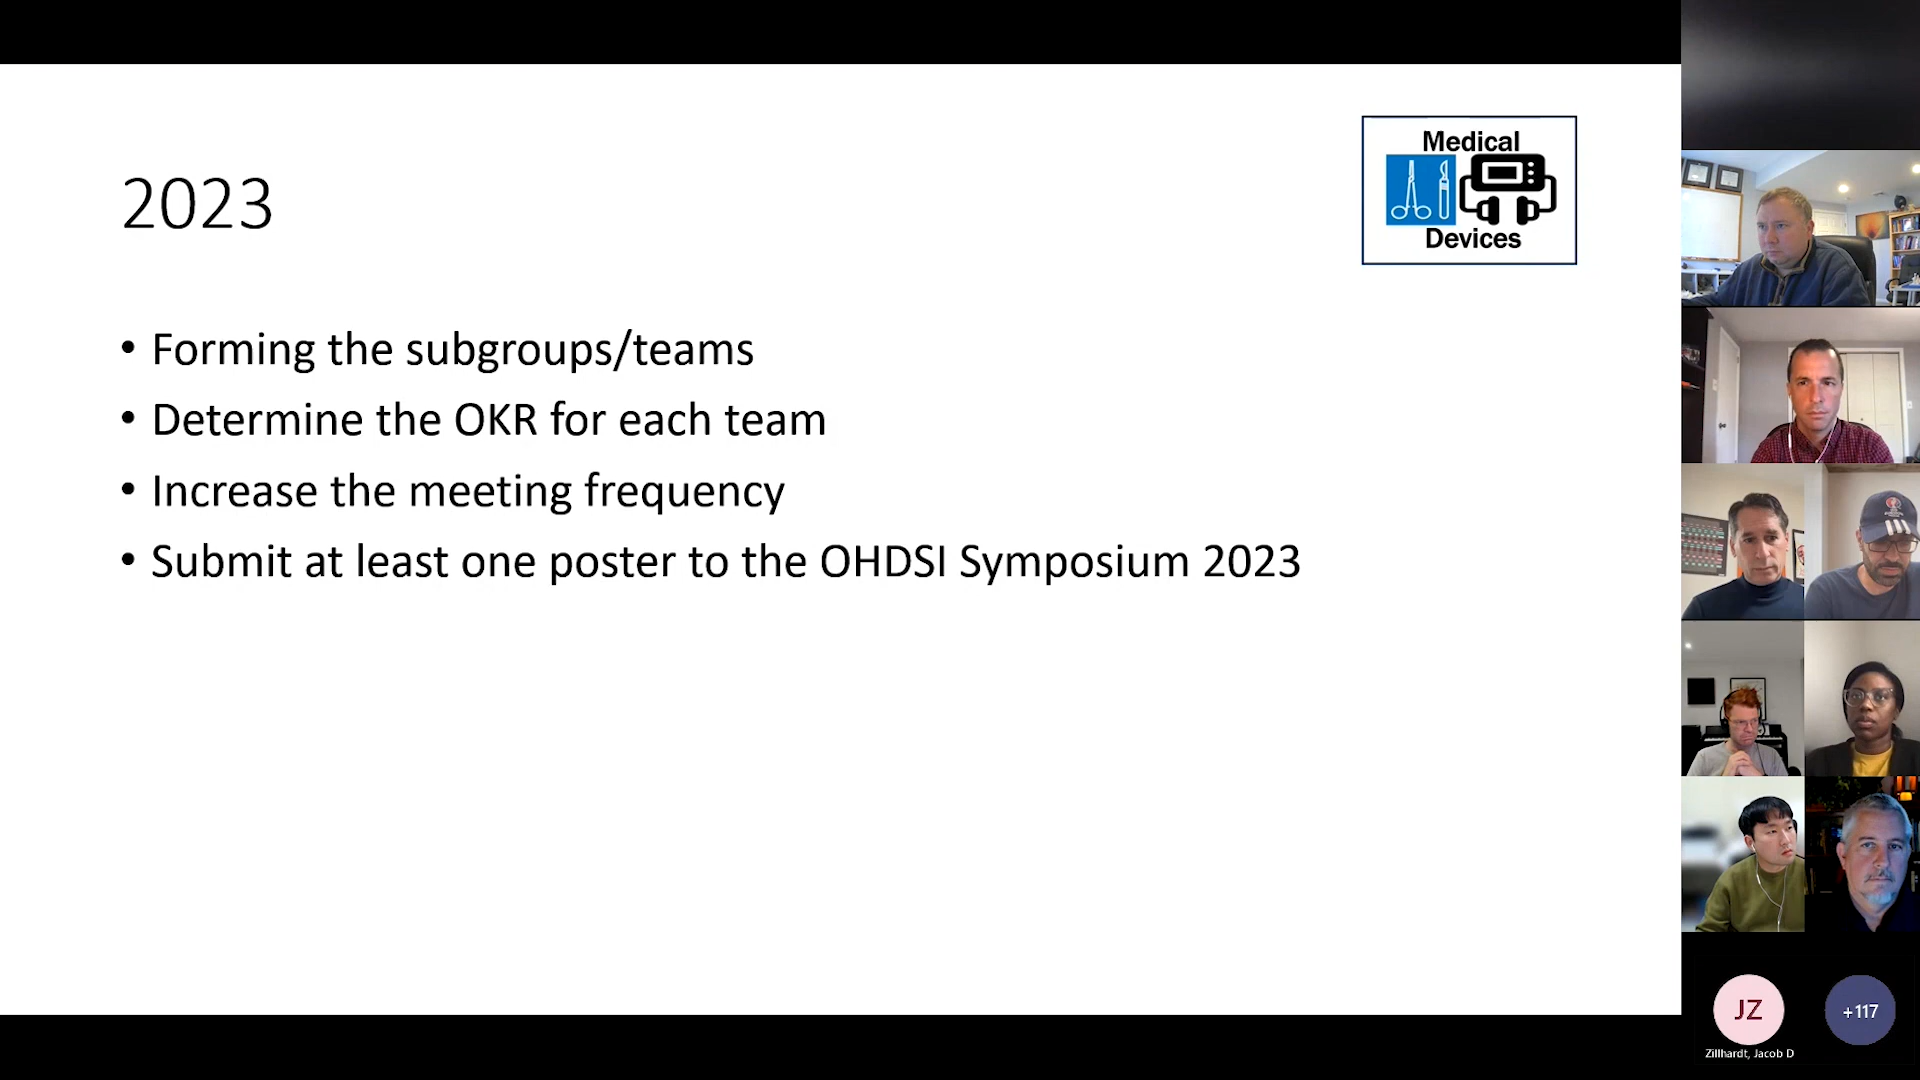 2023
Medical
Devices
• Forming the subgroups/teams
• Determine the OKR for each team
• Increase the meeting frequency
• Submit at least one poster to the OHDSI Symposium 2023
JZ
+117
Zillhardt, Jacob D